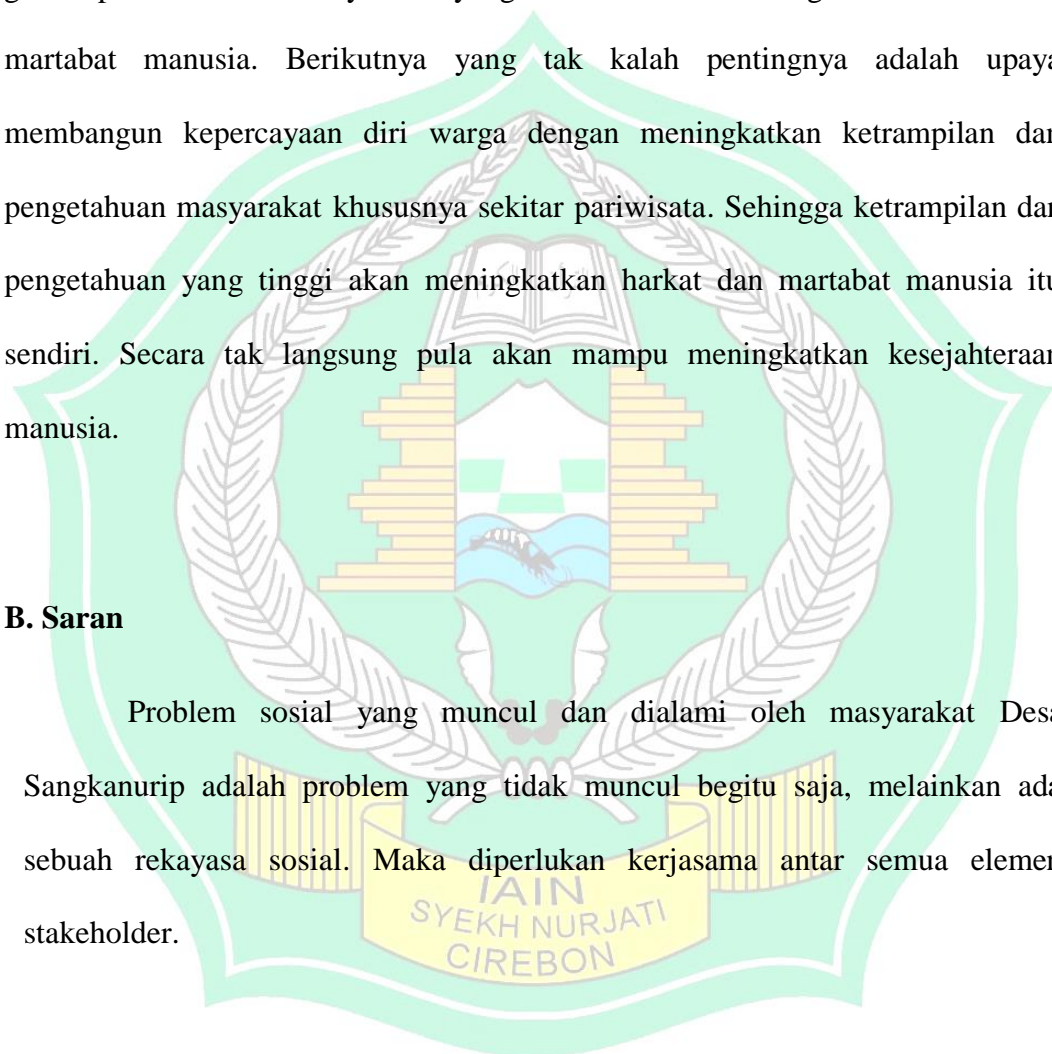 martabat manusia. Berikutnya yang tak kalah pentingnya adalah upaya
membangun kepercayaan diri warga dengan meningkatkan ketrampilan dan
pengetahuan masyarakat khususnya sekitar pariwisata. Sehingga ketrampilan dan
pengetahuan yang tinggi akan meningkatkan harkat dan martabat manusia itu
sendiri. Secara tak langsung pula akan mampu meningkatkan kesejahteraan
manusia.
B. Saran
Problem sosial yang muncul dan dialami oleh masyarakat Desa
Sangkanurip adalah problem yang tidak muncul begitu saja, melainkan ada
sebuah rekayasa sosial. Maka diperlukan kerjasama antar semua elemen
stakeholder.
IAIN
SYEKH NURJATI
CIREBON